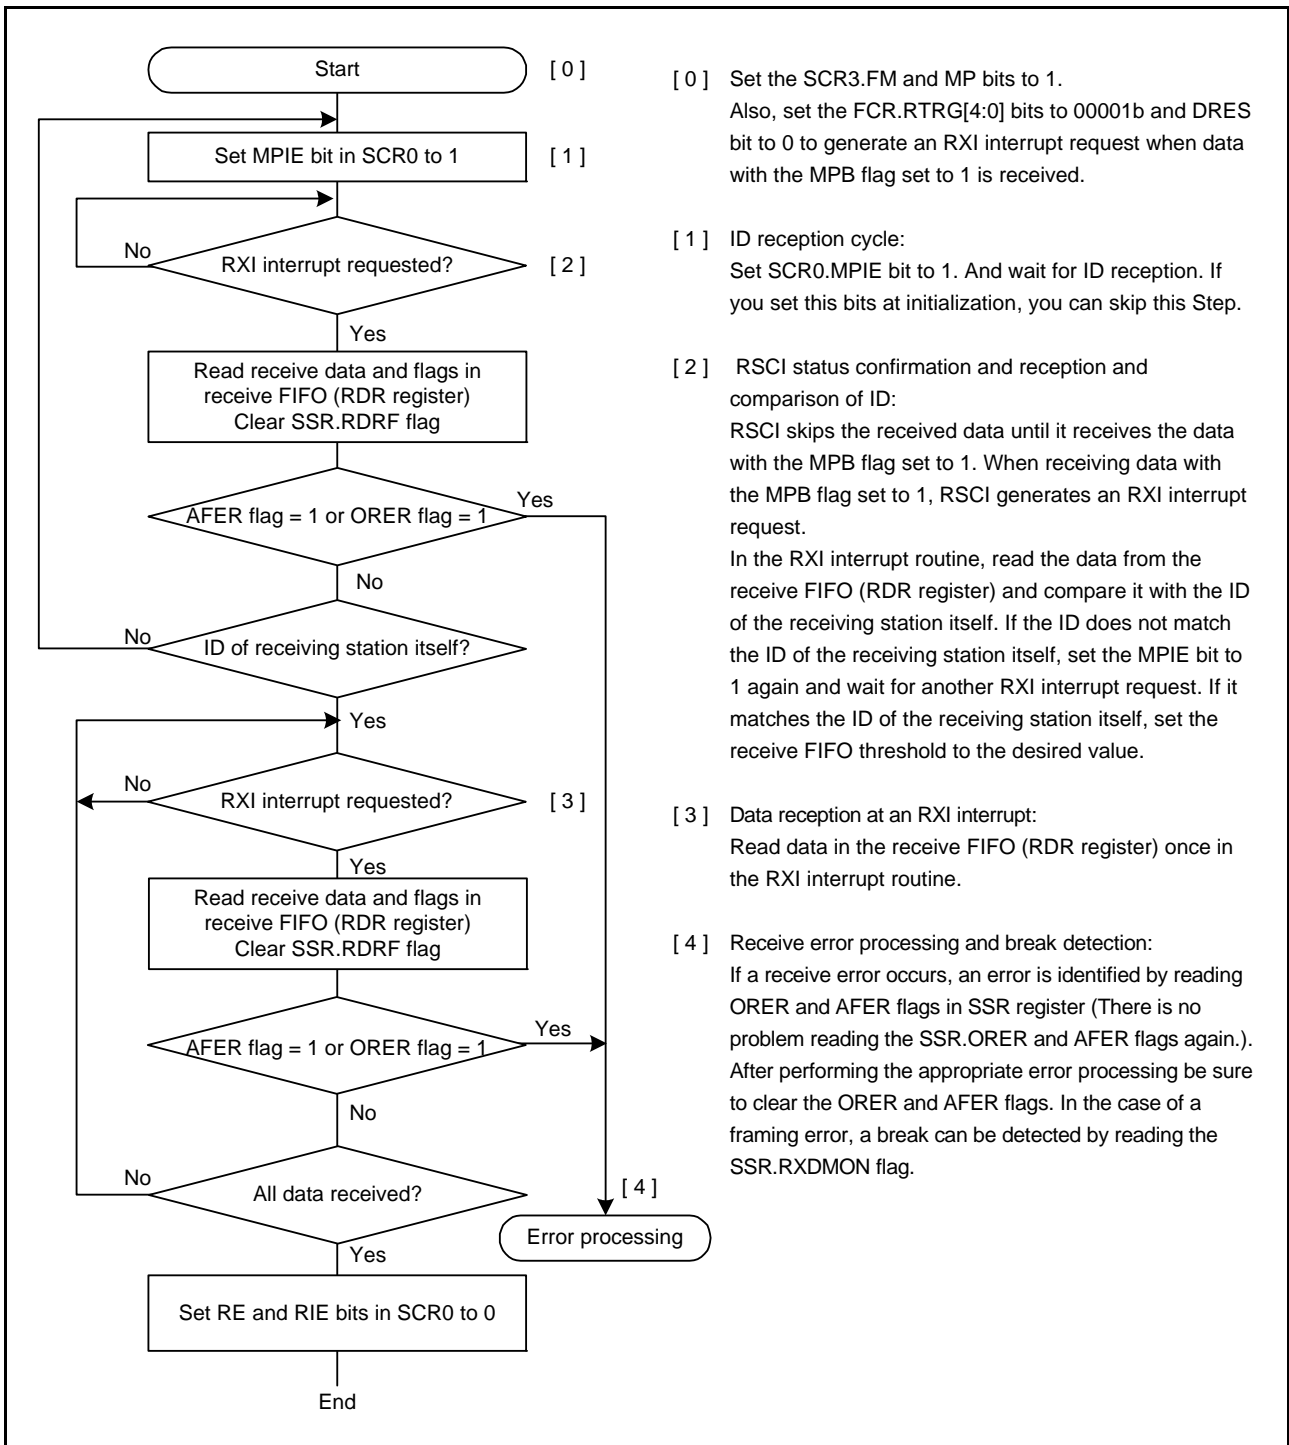 Start
[ 0 ]
Set MPIE bit in SCR0 to 1
[ 1 ]
No
RXI interrupt requested?
[ 2 ]
Yes
Read receive data and flags in
receive FIFO (RDR register)
Clear SSR.RDRF flag
AFER flag = 1 or ORER flag = 1
Yes
No
No
ID of receiving station itself?
Yes
No
RXI interrupt requested?
[ 3 ]
Yes
Read receive data and flags in
receive FIFO (RDR register)
Clear SSR.RDRF flag
AFER flag = 1 or ORER flag = 1
Yes
No
No
All data received?
[ 4 ]
Error processing
Yes
Set RE and RIE bits in SCR0 to 0
End
[ 0 ] Set the SCR3.FM and MP bits to 1.
Also, set the FCR.RTRG[4:0] bits to 00001b and DRES
bit to 0 to generate an RXI interrupt request when data
with the MPB flag set to 1 is received.
[ 1 ] ID reception cycle:
Set SCR0.MPIE bit to 1. And wait for ID reception. If
you set this bits at initialization, you can skip this Step.
[ 2 ] RSCI status confirmation and reception and
comparison of ID:
RSCI skips the received data until it receives the data
with the MPB flag set to 1. When receiving data with
the MPB flag set to 1, RSCI generates an RXI interrupt
request.
In the RXI interrupt routine, read the data from the
receive FIFO (RDR register) and compare it with the ID
of the receiving station itself. If the ID does not match
the ID of the receiving station itself, set the MPIE bit to
1 again and wait for another RXI interrupt request. If it
matches the ID of the receiving station itself, set the
receive FIFO threshold to the desired value.
[ 3 ] Data reception at an RXI interrupt:
Read data in the receive FIFO (RDR register) once in
the RXI interrupt routine.
[ 4 ] Receive error processing and break detection:
If a receive error occurs, an error is identified by reading
ORER and AFER flags in SSR register (There is no
problem reading the SSR.ORER and AFER flags again.).
After performing the appropriate error processing be sure
to clear the ORER and AFER flags. In the case of a
framing error, a break can be detected by reading the
SSR.RXDMON flag.